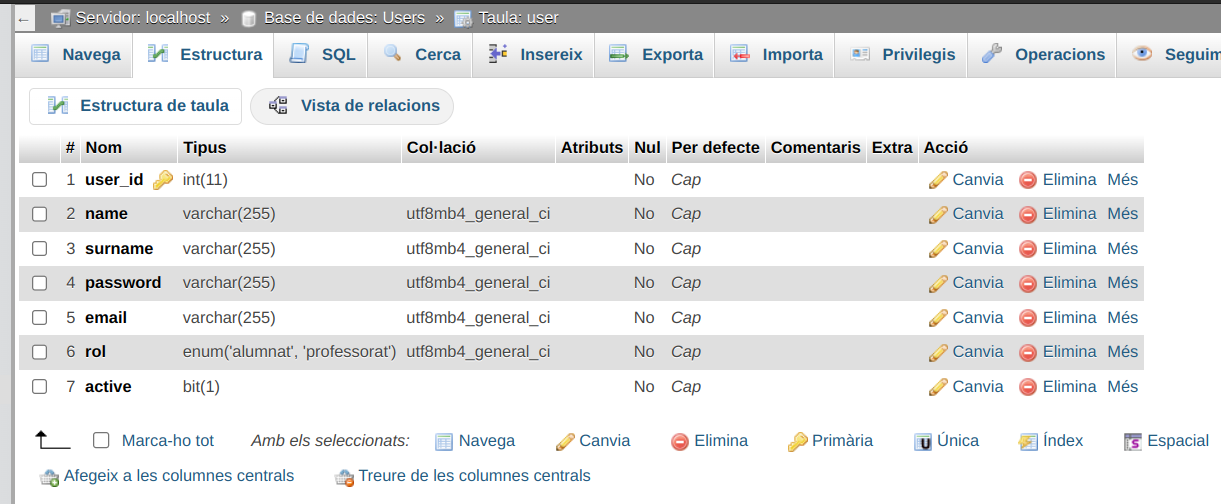 ← Servidor: localhost » Base de dades: Users » Taula: user
Navega Estructura SQL Cerca Insereix Exporta Importa Privilegis Operacions Seguim
Estructura de taula Vista de relacions
# Nom Tipus Col·lació Atributs Nul Per defecte Comentaris Extra Acció
1 user_id int(11) No Cap Canvia Elimina Més
2 name varchar(255) utf8mb4_general_ci No Cap Canvia Elimina Més
3 surname varchar(255) utf8mb4_general_ci No Cap Canvia Elimina Més
4 password varchar(255) utf8mb4_general_ci No Cap Canvia Elimina Més
5 email varchar(255) utf8mb4_general_ci No Cap Canvia Elimina Més
6 rol enum('alumnat', 'professorat') utf8mb4_general_ci No Cap Canvia Elimina Més
7 active bit(1) No Cap Canvia Elimina Més
Marca-ho tot Amb els seleccionats: Navega Canvia Elimina Primària U Única Índex S Espacial
Afegeix a les columnes centrals Treure de les columnes centrals